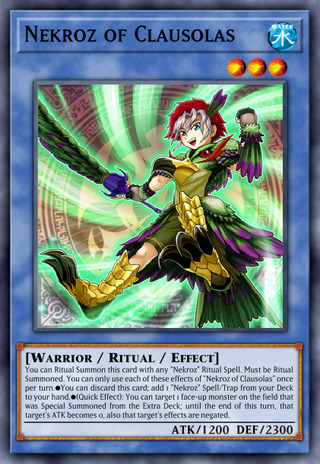 Nekroz of Clausolas
WATER
水
[Warrior / Ritual / Effect]
You can Ritual Summon this card with any "Nekroz" Ritual Spell. Must be Ritual
Summoned. You can only use each of these effects of "Nekroz of Clausolas" once
per turn.●You can discard this card; add 1 "Nekroz" Spell/Trap from your Deck
to your hand.●(Quick Effect): You can target 1 face-up monster on the field that
was Special Summoned from the Extra Deck; until the end of this turn, that
target's ATK becomes 0, also that target's effects are negated.
ATK/1200 DEF/2300